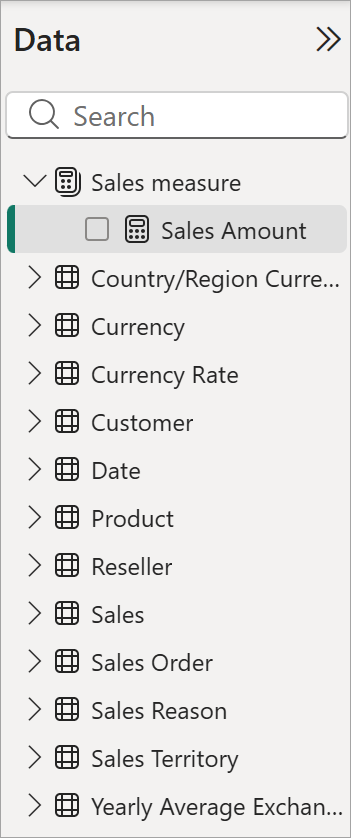 Data
Search
Sales measure
Sales Amount
Country/Region Curre...
Currency
Currency Rate
Customer
Date
Product
Reseller
Sales
Sales Order
Sales Reason
Sales Territory
Yearly Average Exchan...